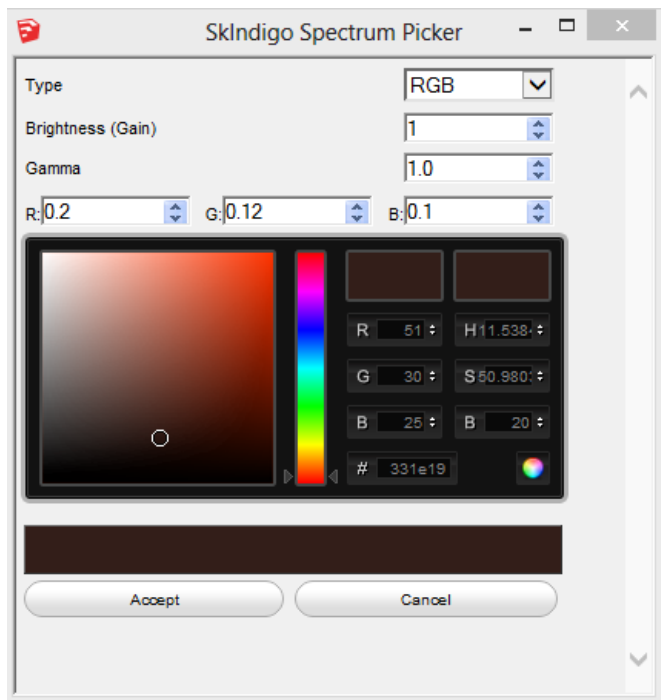 SkIndigo Spectrum Picker
Type RGB
Brightness (Gain) 1
Gamma 1.0
R: 0.2 G: 0.12 B: 0.1
R 51 H 11.538
G 30 S 50.980
B 25 B 20
# 331e19
Accept Cancel